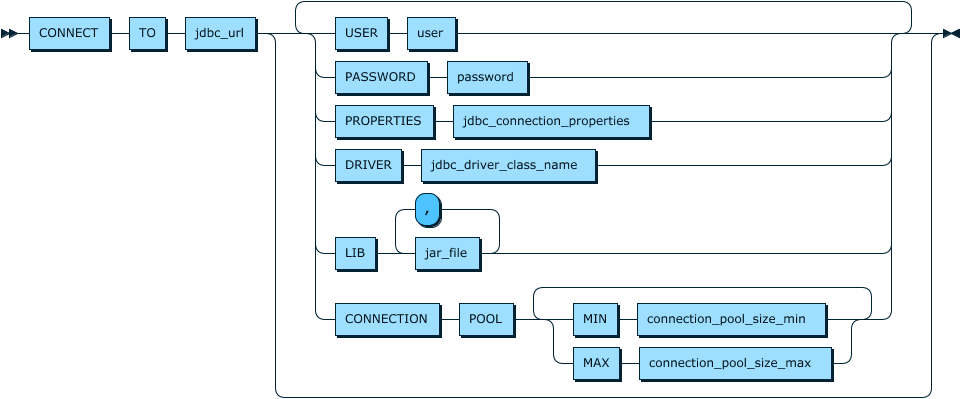 CONNECT TO jdbc_url USER user
PASSWORD password
PROPERTIES jdbc_connection_properties
DRIVER jdbc_driver_class_name
,
LIB jar_file
CONNECTION POOL MIN connection_pool_size_min
MAX connection_pool_size_max